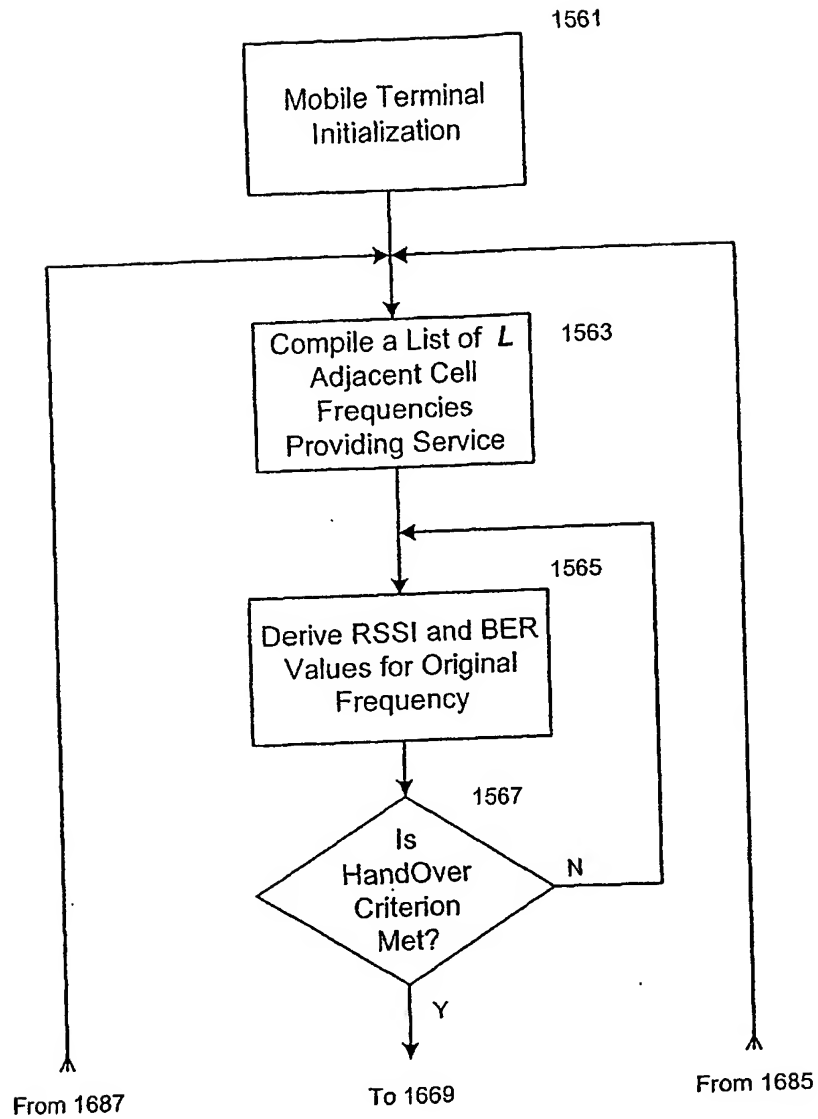 1561
Mobile Terminal
Initialization
Compile a List of L
Adjacent Cell
Frequencies
Providing Service
1563
1565
Derive RSSI and BER
Values for Original
Frequency
1567
Is
HandOver
Criterion
Met?
N
Y
From 1687
To 1669
From 1685